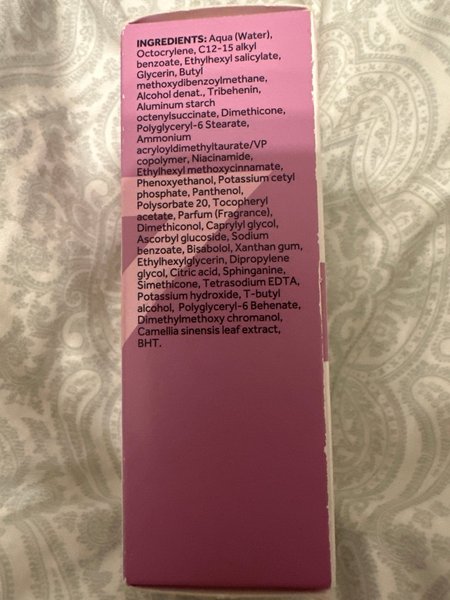 INGREDIENTS: Aqua (Water),
Octocrylene, C12-15 alkyl
benzoate, Ethylhexyl salicylate,
Glycerin, Butyl
methoxydibenzoylmethane,
Alcohol denat., Tribehenin,
Aluminum starch
octenylsuccinate, Dimethicone,
Polyglyceryl-6 Stearate,
Ammonium
acryloyldimethyltaurate/VP
copolymer, Niacinamide,
Ethylhexyl methoxycinnamate,
Phenoxyethanol, Potassium cetyl
phosphate, Panthenol,
Polysorbate 20, Tocopheryl
acetate, Parfum (Fragrance),
Dimethiconol, Caprylyl glycol,
Ascorbyl glucoside, Sodium
benzoate, Bisabolol, Xanthan gum,
Ethylhexylglycerin, Dipropylene
glycol, Citric acid, Sphinganine,
Simethicone, Tetrasodium EDTA,
Potassium hydroxide, T-butyl
alcohol, Polyglyceryl-6 Behenate,
Dimethylmethoxy chromanol,
Camellia sinensis leaf extract,
BHT.